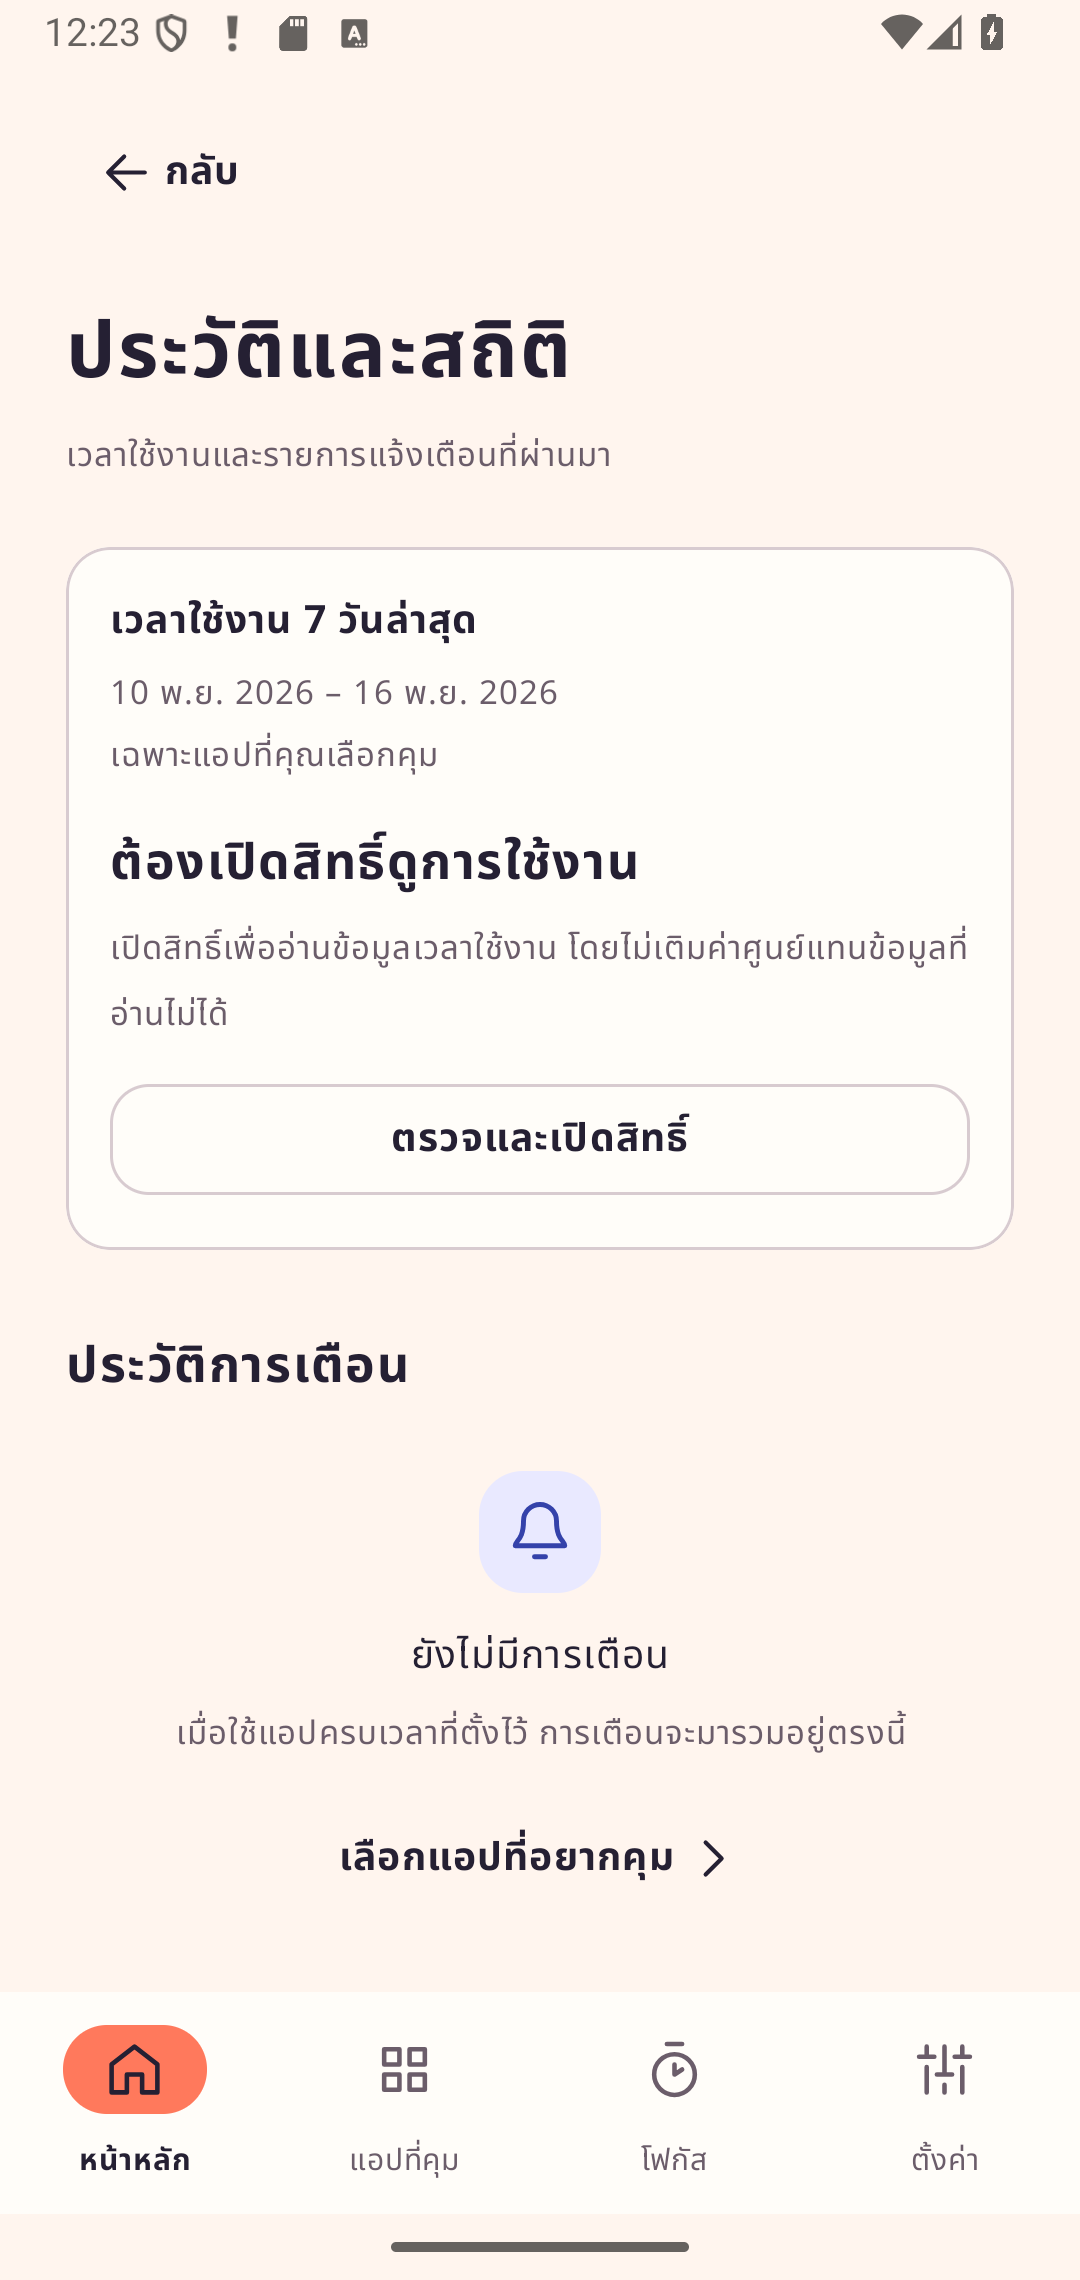 12:23
กลับ
ประวัติและสถิติ
เวลาใช้งานและรายการแจ้งเตือนที่ผ่านมา
เวลาใช้งาน 7 วันล่าสุด
10 พ.ย. 2026 – 16 พ.ย. 2026
เฉพาะแอปที่คุณเลือกคุม
ต้องเปิดสิทธิ์ดูการใช้งาน
เปิดสิทธิ์เพื่ออ่านข้อมูลเวลาใช้งาน โดยไม่เติมค่าศูนย์แทนข้อมูลที่
อ่านไม่ได้
ตรวจและเปิดสิทธิ์
ประวัติการเตือน
ยังไม่มีการเตือน
เมื่อใช้แอปครบเวลาที่ตั้งไว้ การเตือนจะมารวมอยู่ตรงนี้
เลือกแอปที่อยากคุม
หน้าหลัก
แอปที่คุม
โฟกัส
ตั้งค่า